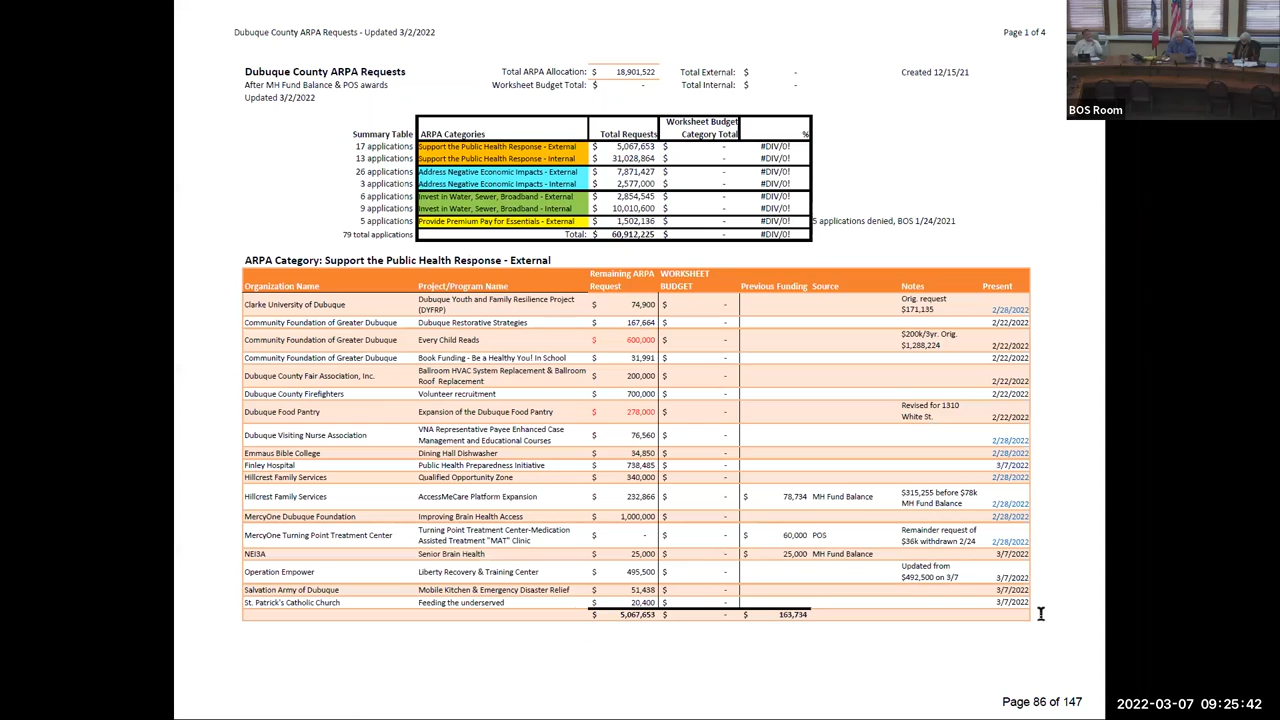 Dubuque County ARPA Requests - Updated 3/2/2022 Page 1 of 4
BOS Room
Dubuque County ARPA Requests Total ARPA Allocation: $ 18,901,522 Total External: $ - Created 12/15/21
After MH Fund Balance & POS awards Worksheet Budget Total: $ - Total Internal: $ -
Updated 3/2/2022
Worksheet Budget
Summary Table ARPA Categories Total Requests Category Total %
17 applications Support the Public Health Response - External $ 5,067,653 $ - #DIV/0!
13 applications Support the Public Health Response - Internal $ 31,028,864 - #DIV/0!
26 applications Address Negative Economic Impacts - External $ 7,871,427 $ - #DIV/0!
3 applications Address Negative Economic Impacts - Internal $ 2,577,000 - #DIV/0!
6 applications Invest in Water, Sewer, Broadband - External $ 2,854,545 $ - #DIV/0!
9 applications Invest in Water, Sewer, Broadband - Internal $ 10,010,600 $ - #DIV/0!
5 applications Provide Premium Pay for Essentials - External $ 1,502,136 $ - #DIV/0! 5 applications denied, BOS 1/24/2021
79 total applications Total: $ 60,912,225 $ - #DIV/0!
ARPA Category: Support the Public Health Response - External
Remaining ARPA WORKSHEET
Organization Name Project/Program Name Request BUDGET Previous Funding Source Notes Present
Clarke University of Dubuque Dubuque Youth and Family Resilience Project (DYFRP) $ 74,900 $ - Orig. request $171,135 2/28/2022
Community Foundation of Greater Dubuque Dubuque Restorative Strategies $ 167,664 $ - 2/22/2022
Community Foundation of Greater Dubuque Every Child Reads $ 600,000 $ - $200k/3yr. Orig. $1,288,224 2/22/2022
Community Foundation of Greater Dubuque Book Funding - Be a Healthy You! In School $ 31,991 $ - 2/22/2022
Dubuque County Fair Association, Inc. Ballroom HVAC System Replacement & Ballroom Roof Replacement $ 200,000 $ - 2/22/2022
Dubuque County Firefighters Volunteer recruitment $ 700,000 $ - 2/22/2022
Dubuque Food Pantry Expansion of the Dubuque Food Pantry $ 278,000 $ - Revised for 1310 White St. 2/22/2022
Dubuque Visiting Nurse Association VNA Representative Payee Enhanced Case Management and Educational Courses $ 76,560 $ - 2/28/2022
Emmaus Bible College Dining Hall Dishwasher $ 34,850 $ - 2/28/2022
Finley Hospital Public Health Preparedness Initiative $ 738,485 $ - 3/7/2022
Hillcrest Family Services Qualified Opportunity Zone $ 340,000 $ - 2/28/2022
Hillcrest Family Services AccessMeCare Platform Expansion $ 232,866 $ - $ 78,734 MH Fund Balance $315,255 before $78k MH Fund Balance 2/28/2022
MercyOne Dubuque Foundation Improving Brain Health Access $ 1,000,000 $ - 2/28/2022
MercyOne Turning Point Treatment Center Turning Point Treatment Center-Medication Assisted Treatment "MAT" Clinic $ - $ - $ 60,000 POS Remainder request of $36k withdrawn 2/24 2/28/2022
NEI3A Senior Brain Health $ 25,000 $ - $ 25,000 MH Fund Balance 3/7/2022
Operation Empower Liberty Recovery & Training Center $ 495,500 $ - Updated from $492,500 on 3/7 3/7/2022
Salvation Army of Dubuque Mobile Kitchen & Emergency Disaster Relief $ 51,438 $ - 3/7/2022
St. Patrick's Catholic Church Feeding the underserved $ 20,400 $ - 3/7/2022
$ 5,067,653 $ - $ 163,734
Page 86 of 147
2022-03-07 09:25:42